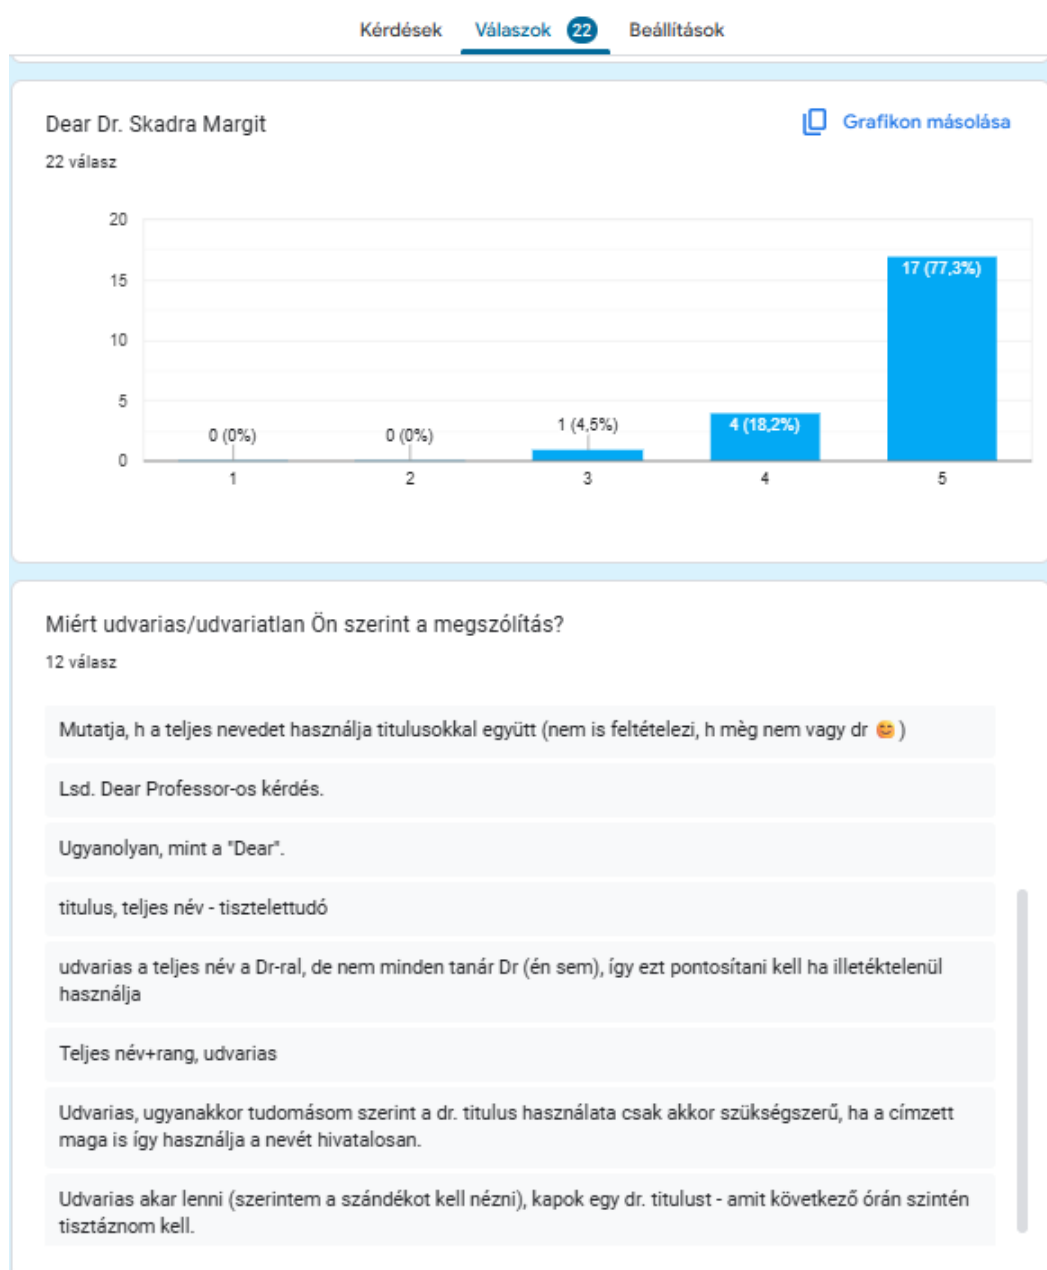 Kérdések Válaszok 22 Beállítások
Dear Dr. Skadra Margit
Grafikon másolása
22 válasz
20
15
10
5
0
0 (0%)
0 (0%)
1 (4,5%)
4 (18,2%)
17 (77,3%)
1 2 3 4 5
Miért udvarias/udvariatlan Ön szerint a megszólítás?
12 válasz
Mutatja, h a teljes nevedet használja titulusokkal együtt (nem is feltételezi, h mèg nem vagy dr 😊 )
Lsd. Dear Professor-os kérdés.
Ugyanolyan, mint a "Dear".
titulus, teljes név - tisztelettudó
udvarias a teljes név a Dr-ral, de nem minden tanár Dr (én sem), így ezt pontosítani kell ha illetéktelenül
használja
Teljes név+rang, udvarias
Udvarias, ugyanakkor tudomásom szerint a dr. titulus használata csak akkor szükségszerű, ha a címzett
maga is így használja a nevét hivatalosan.
Udvarias akar lenni (szerintem a szándékot kell nézni), kapok egy dr. titulust - amit következő órán szintén
tisztáznom kell.